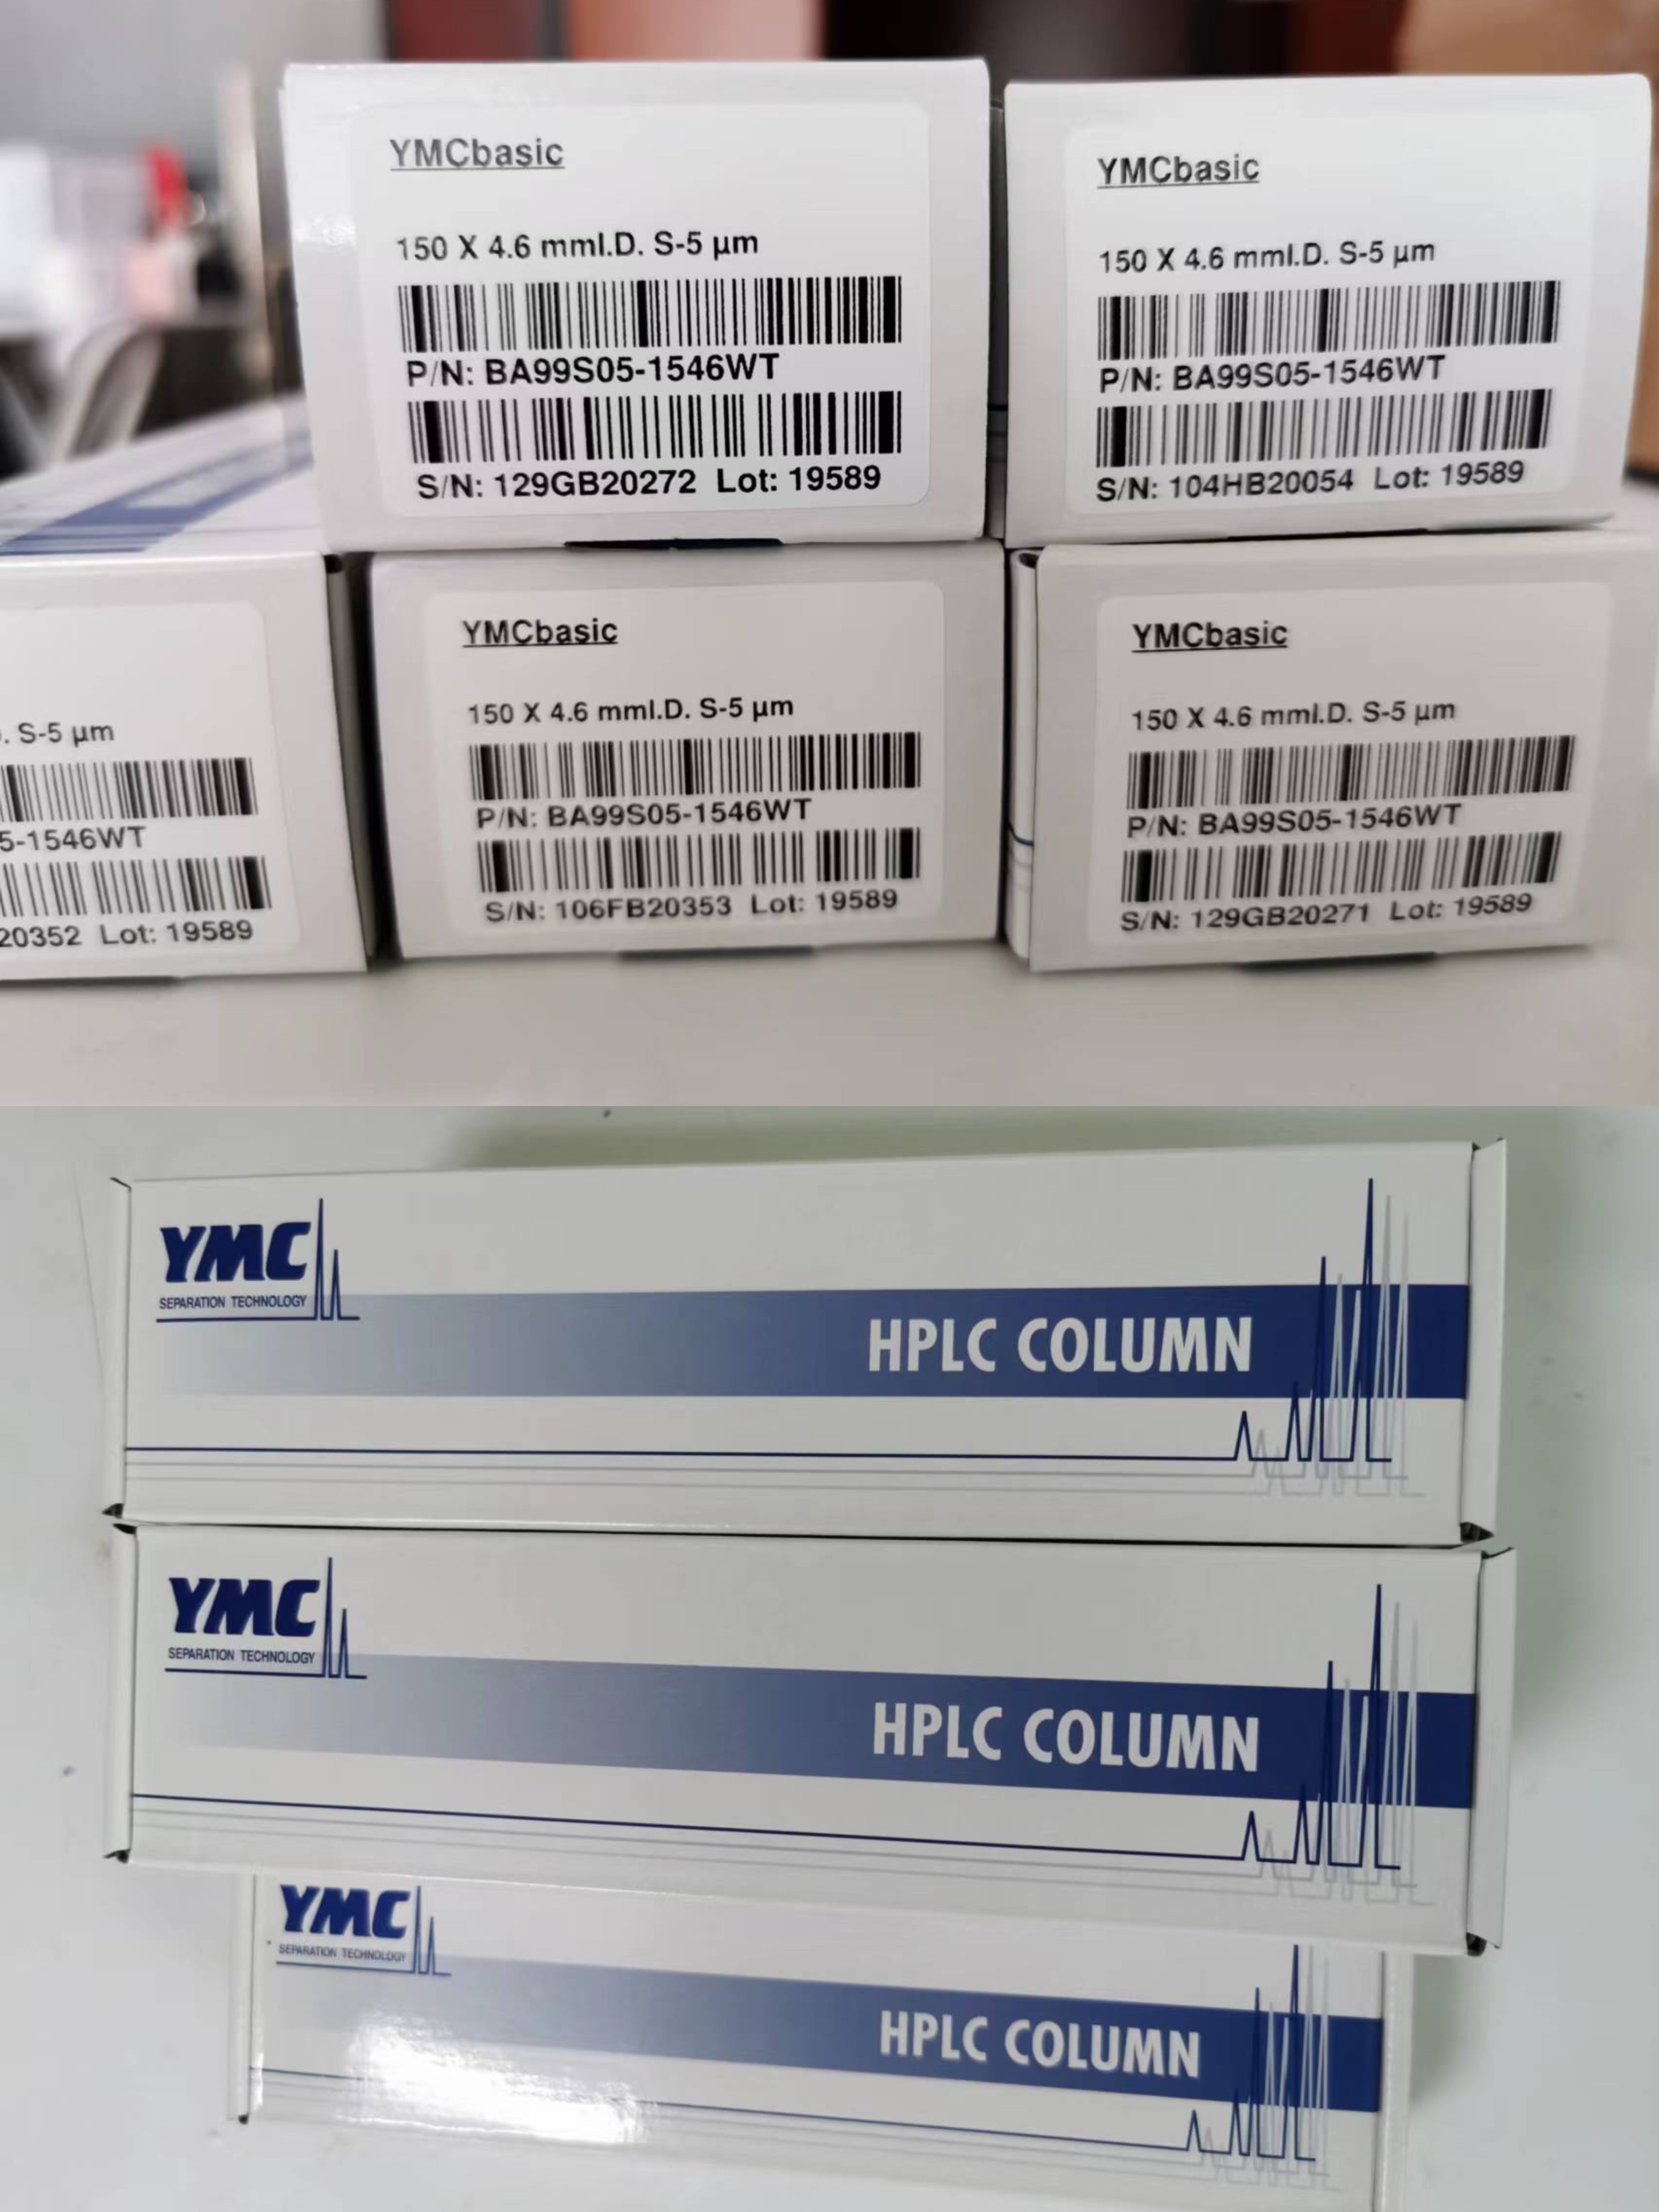 YMCbasic
150 X 4.6 mmI.D. S-5 µm
P/N: BA99S05-1546WT
S/N: 129GB20272 Lot: 19589
YMCbasic
150 X 4.6 mmI.D. S-5 µm
P/N: BA99S05-1546WT
S/N: 104HB20054 Lot: 19589
. S-5 µm
5-1546WT
20352 Lot: 19589
YMCbasic
150 X 4.6 mmI.D. S-5 µm
P/N: BA99S05-1546WT
S/N: 106FB20353 Lot: 19589
YMCbasic
150 X 4.6 mmI.D. S-5 µm
P/N: BA99S05-1546WT
S/N: 129GB20271 Lot: 19589
YMC
SEPARATION TECHNOLOGY
HPLC COLUMN
YMC
SEPARATION TECHNOLOGY
HPLC COLUMN
YMC
SEPARATION TECHNOLOGY
HPLC COLUMN